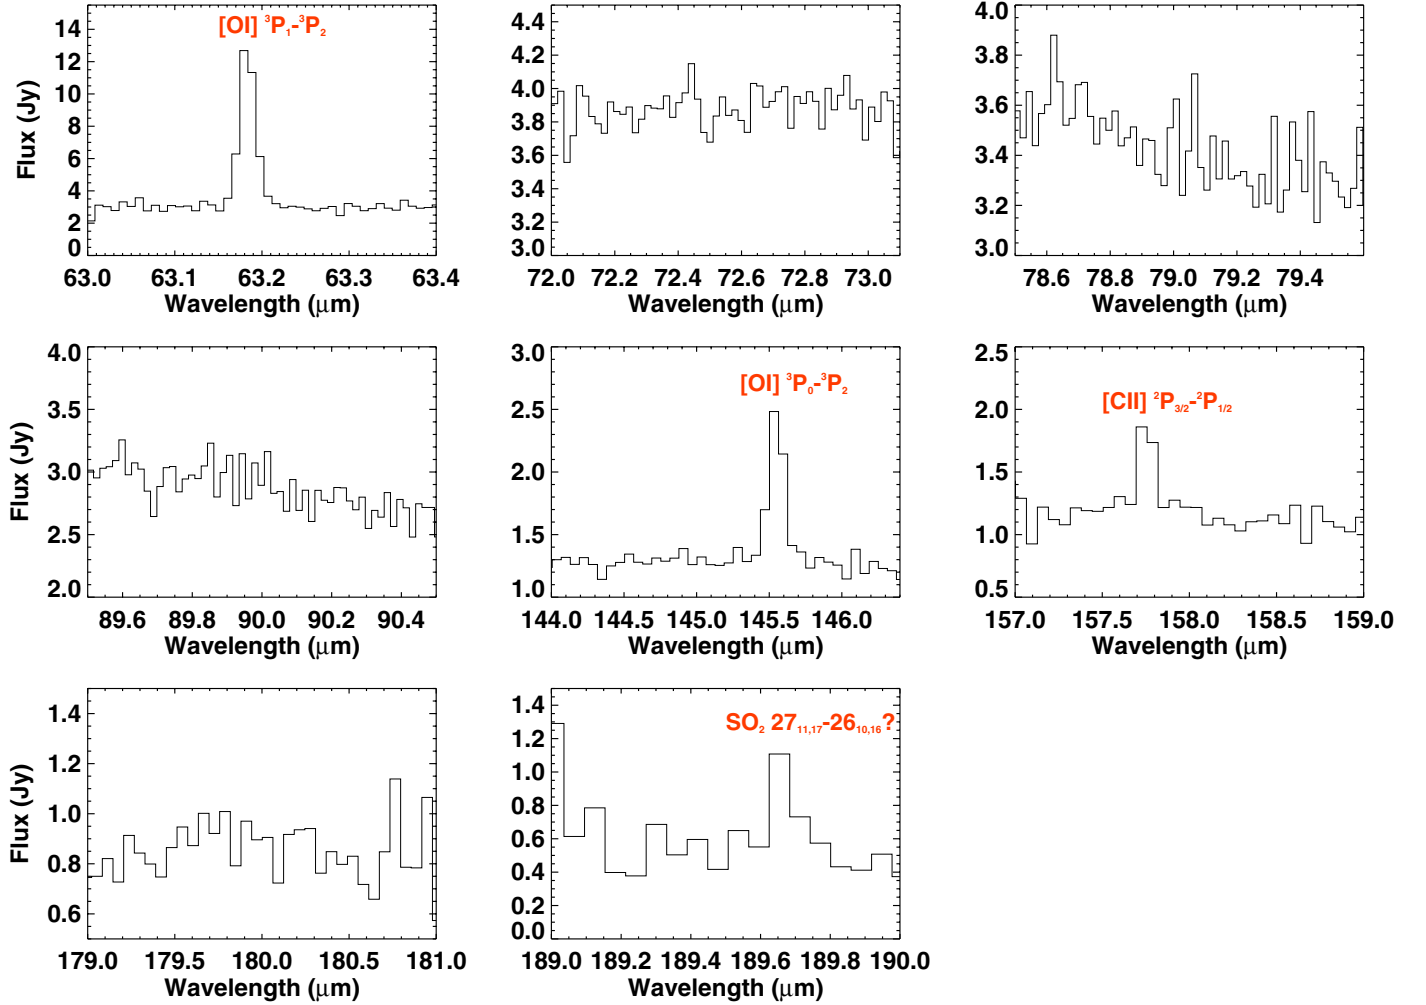 [OI] ³P₁-³P₂
14
12
10
8
6
4
2
0
Flux (Jy)
63.0 63.1 63.2 63.3 63.4
Wavelength (μm)
4.4
4.2
4.0
3.8
3.6
3.4
3.2
3.0
72.0 72.2 72.4 72.6 72.8 73.0
Wavelength (μm)
4.0
3.8
3.6
3.4
3.2
3.0
78.6 78.8 79.0 79.2 79.4
Wavelength (μm)
4.0
3.5
3.0
2.5
2.0
Flux (Jy)
89.6 89.8 90.0 90.2 90.4
Wavelength (μm)
[OI] ³P₀-³P₂
3.0
2.5
2.0
1.5
1.0
144.0 144.5 145.0 145.5 146.0
Wavelength (μm)
[CII] ²P₃/₂-²P₁/₂
2.5
2.0
1.5
1.0
0.5
157.0 157.5 158.0 158.5 159.0
Wavelength (μm)
1.4
1.2
1.0
0.8
0.6
Flux (Jy)
179.0 179.5 180.0 180.5 181.0
Wavelength (μm)
SO₂ 27₁₁,₁₇-26₁₀,₁₆?
1.4
1.2
1.0
0.8
0.6
0.4
0.2
0.0
189.0 189.2 189.4 189.6 189.8 190.0
Wavelength (μm)